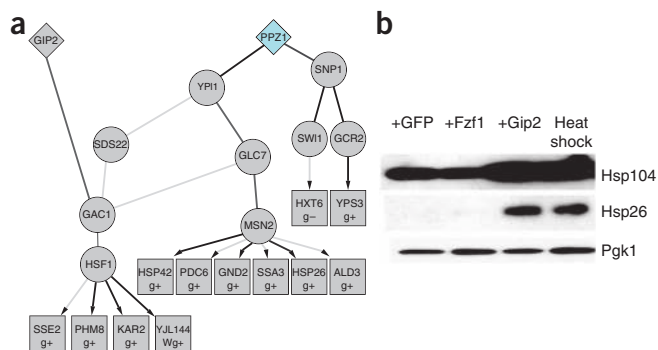 a
GIP2
PPZ1
SNP1
YPI1
SDS22
SWI1
GCR2
GLC7
HXT6
g–
YPS3
g+
GAC1
MSN2
HSF1
HSP42
g+
PDC6
g+
GND2
g+
SSA3
g+
HSP26
g+
ALD3
g+
SSE2
g+
PHM8
g+
KAR2
g+
YJL144
Wg+
b
+GFP +Fzf1 +Gip2 Heat
shock
Hsp104
Hsp26
Pgk1